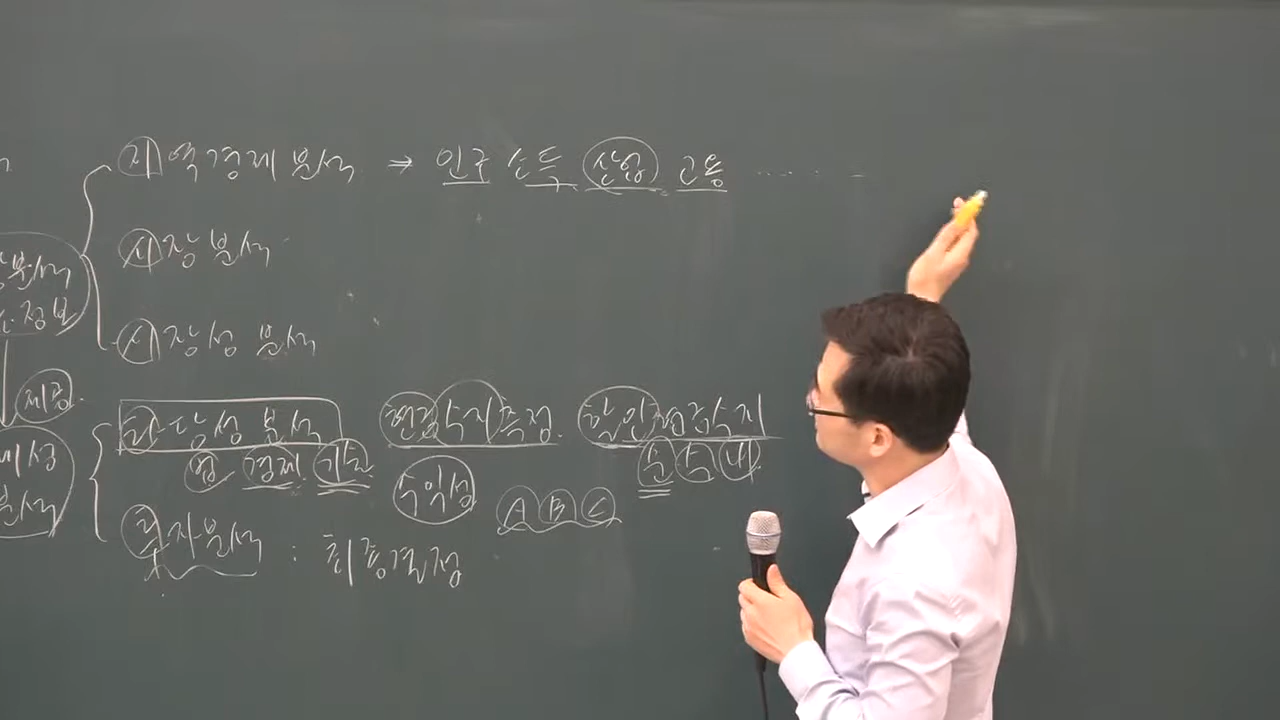 지역경제 분석 ⇒ 인구 소득 산업 교통 ......
시장 분석
시장성 분석
제공
타당성 분석 현금수지측정 할인현금수지
법 경제 기술 수익성 순 수 내
A B C
투자분석 : 최종결정